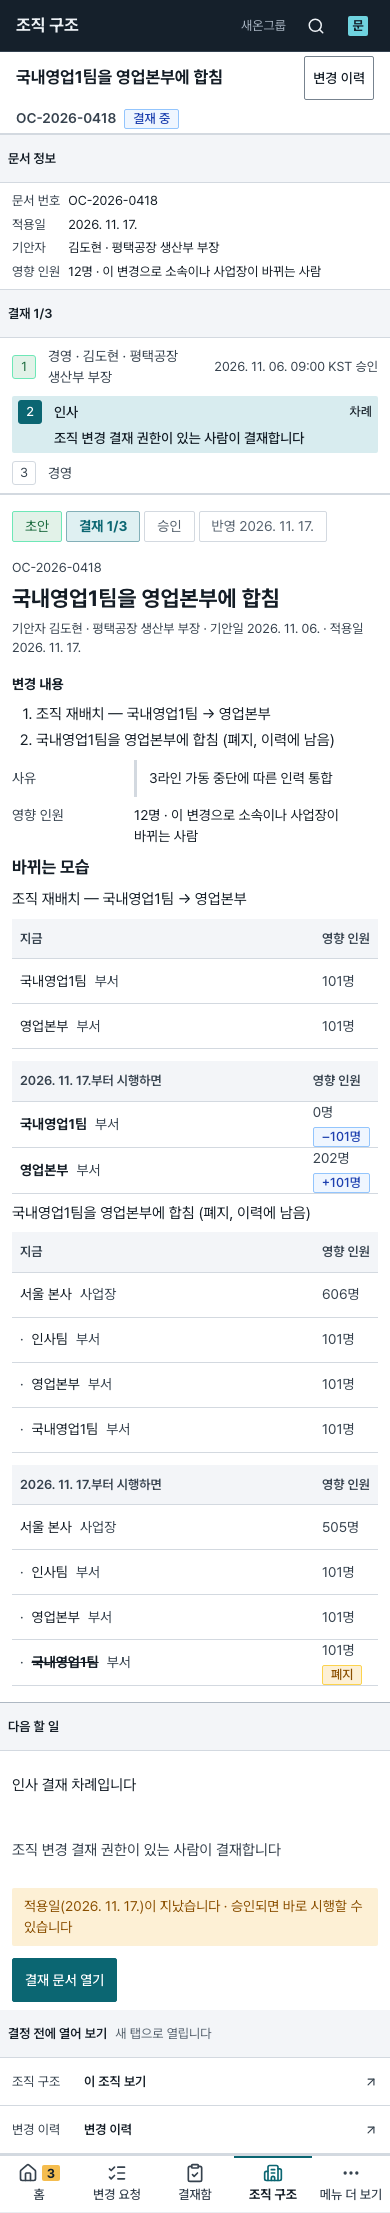 조직 구조
새온그룹
문
국내영업1팀을 영업본부에 합침
변경 이력
OC-2026-0418 결재 중
문서 정보
문서 번호 OC-2026-0418
적용일 2026. 11. 17.
기안자 김도현 · 평택공장 생산부 부장
영향 인원 12명 · 이 변경으로 소속이나 사업장이 바뀌는 사람
결재 1/3
1 경영 · 김도현 · 평택공장 생산부 부장 2026. 11. 06. 09:00 KST 승인
2 인사 차례
조직 변경 결재 권한이 있는 사람이 결재합니다
3 경영
초안 결재 1/3 승인 반영 2026. 11. 17.
OC-2026-0418
국내영업1팀을 영업본부에 합침
기안자 김도현 · 평택공장 생산부 부장 · 기안일 2026. 11. 06. · 적용일
2026. 11. 17.
변경 내용
1. 조직 재배치 — 국내영업1팀 → 영업본부
2. 국내영업1팀을 영업본부에 합침 (폐지, 이력에 남음)
사유 3라인 가동 중단에 따른 인력 통합
영향 인원 12명 · 이 변경으로 소속이나 사업장이
바뀌는 사람
바뀌는 모습
조직 재배치 — 국내영업1팀 → 영업본부
지금 영향 인원
국내영업1팀 부서 101명
영업본부 부서 101명
2026. 11. 17.부터 시행하면 영향 인원
국내영업1팀 부서 0명
−101명
영업본부 부서 202명
+101명
국내영업1팀을 영업본부에 합침 (폐지, 이력에 남음)
지금 영향 인원
서울 본사 사업장 606명
· 인사팀 부서 101명
· 영업본부 부서 101명
· 국내영업1팀 부서 101명
2026. 11. 17.부터 시행하면 영향 인원
서울 본사 사업장 505명
· 인사팀 부서 101명
· 영업본부 부서 101명
· 국내영업1팀 부서 101명
폐지
다음 할 일
인사 결재 차례입니다
조직 변경 결재 권한이 있는 사람이 결재합니다
적용일(2026. 11. 17.)이 지났습니다 · 승인되면 바로 시행할 수
있습니다
결재 문서 열기
결정 전에 열어 보기 새 탭으로 열립니다
조직 구조 이 조직 보기
변경 이력 변경 이력
3
홈 변경 요청 결재함 조직 구조 메뉴 더 보기